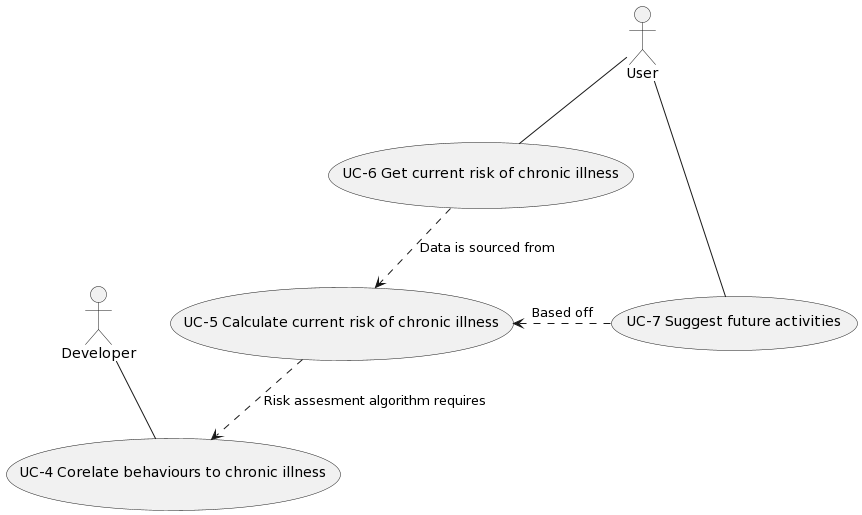 User
UC-6 Get current risk of chronic illness
Data is sourced from
Developer
Based off
UC-5 Calculate current risk of chronic illness
UC-7 Suggest future activities
Risk assesment algorithm requires
UC-4 Corelate behaviours to chronic illness